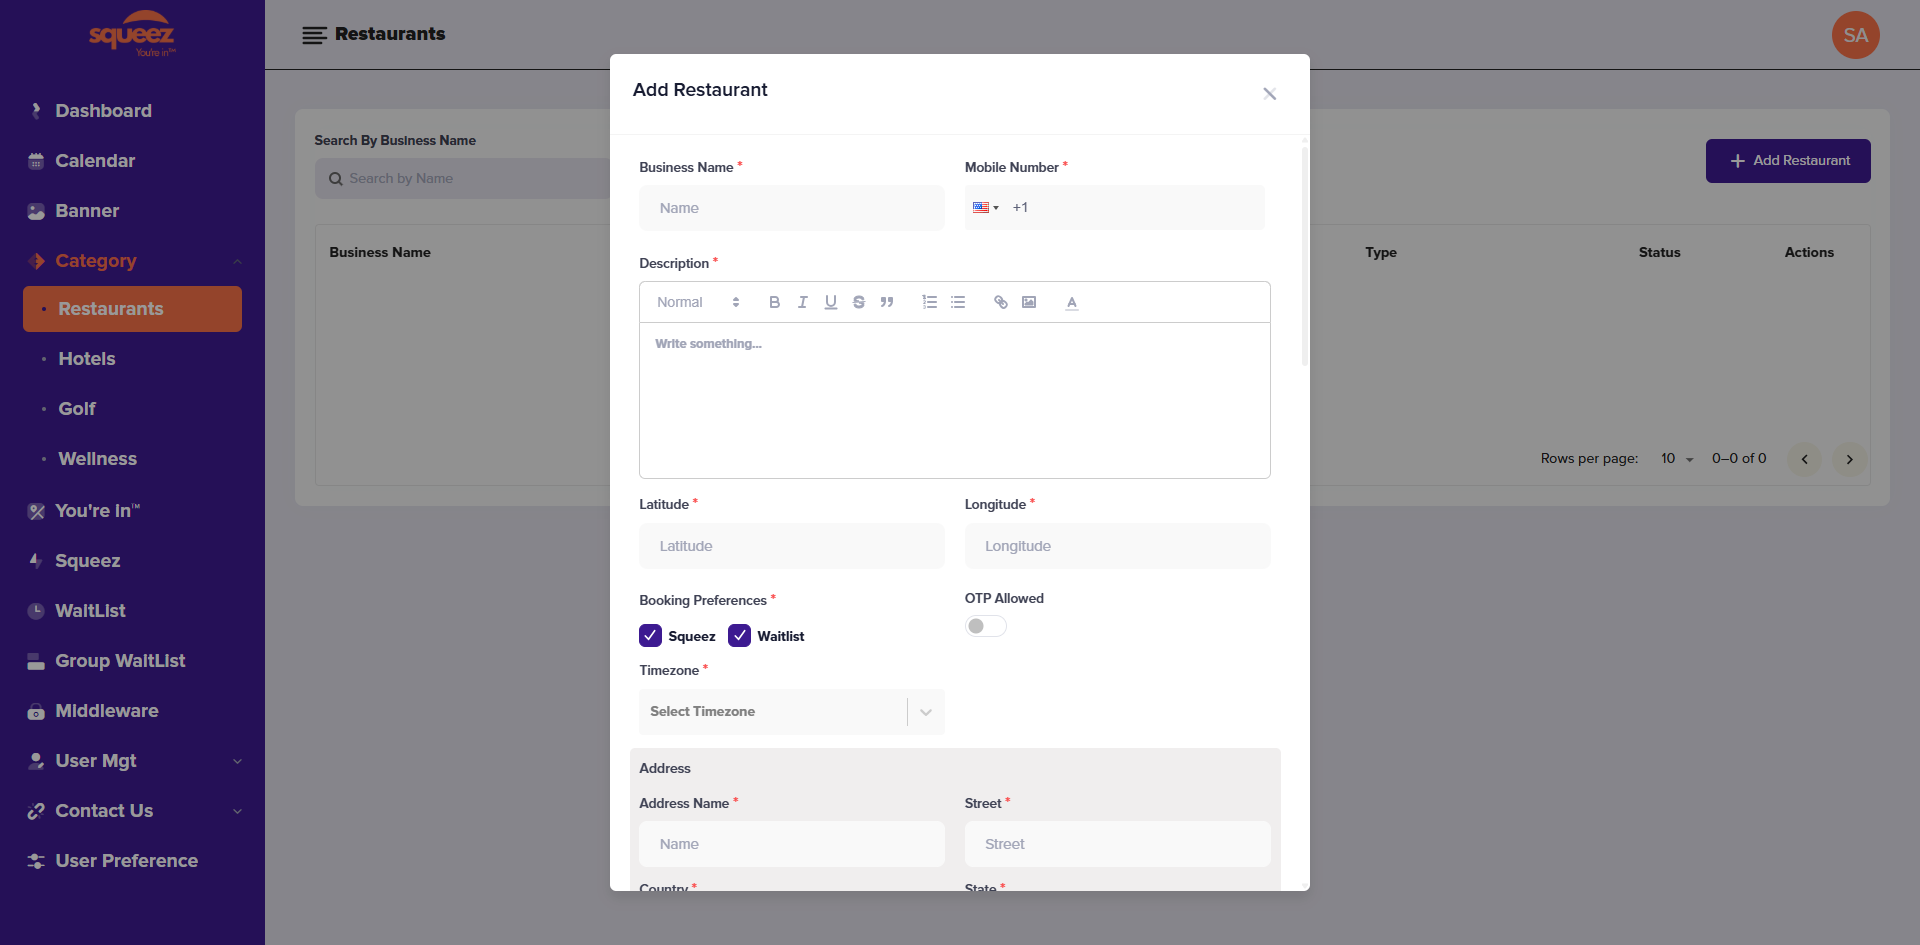 squeez
You're in™
Dashboard
Calendar
Banner
Category
Restaurants
Hotels
Golf
Wellness
You're In™
Squeez
WaitList
Group WaitList
Middleware
User Mgt
Contact Us
User Preference
Restaurants
SA
Search By Business Name
Search by Name
Add Restaurant
Business Name
Type
Status
Actions
Rows per page:
10
0–0 of 0
Add Restaurant
Business Name *
Mobile Number *
Name
+1
Description *
Normal
Write something...
Latitude *
Longitude *
Latitude
Longitude
Booking Preferences *
OTP Allowed
Squeez
Waitlist
Timezone *
Select Timezone
Address
Address Name *
Street *
Name
Street
Country *
State *